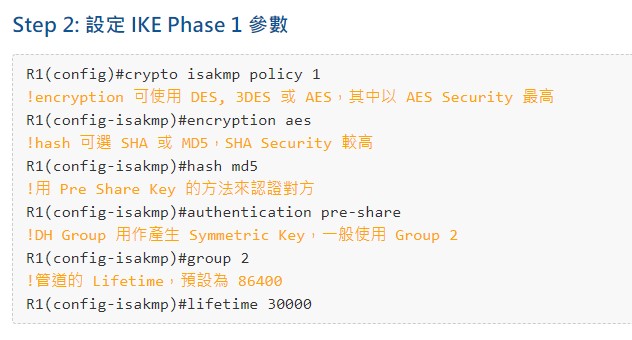 Step 2: 設定 IKE Phase 1 參數
R1(config)#crypto isakmp policy 1
!encryption 可使用 DES, 3DES 或 AES，其中以 AES Security 最高
R1(config-isakmp)#encryption aes
!hash 可選 SHA 或 MD5，SHA Security 較高
R1(config-isakmp)#hash md5
!用 Pre Share Key 的方法來認證對方
R1(config-isakmp)#authentication pre-share
!DH Group 用作產生 Symmetric Key，一般使用 Group 2
R1(config-isakmp)#group 2
!管道的 Lifetime，預設為 86400
R1(config-isakmp)#lifetime 30000